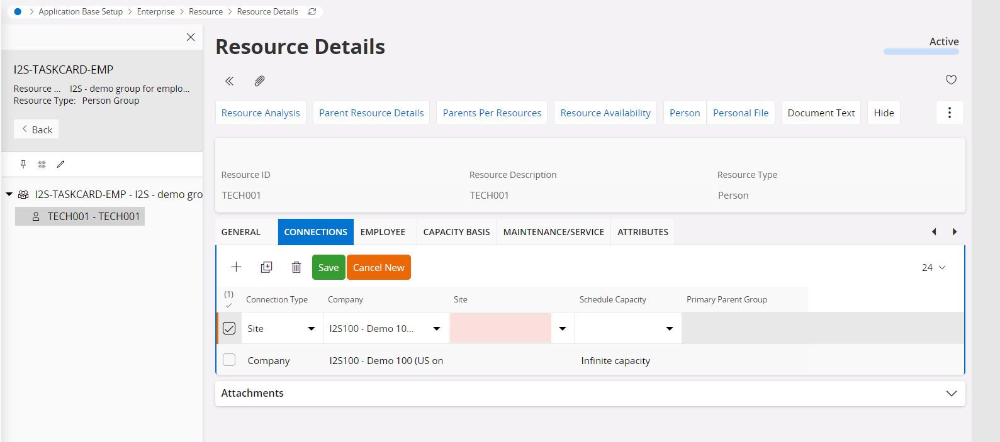 Application Base Setup > Enterprise > Resource > Resource Details
I2S-TASKCARD-EMP
Resource ... I2S - demo group for emplo...
Resource Type: Person Group
Back
I2S-TASKCARD-EMP - I2S - demo gro
TECH001 - TECH001
Resource Details
Active
Resource Analysis Parent Resource Details Parents Per Resources Resource Availability Person Personal File Document Text Hide
Resource ID Resource Description Resource Type
TECH001 TECH001 Person
GENERAL CONNECTIONS EMPLOYEE CAPACITY BASIS MAINTENANCE/SERVICE ATTRIBUTES
Save Cancel New 24
(1) Connection Type Company Site Schedule Capacity Primary Parent Group
Site I2S100 - Demo 10...
Company I2S100 - Demo 100 (US on Infinite capacity
Attachments